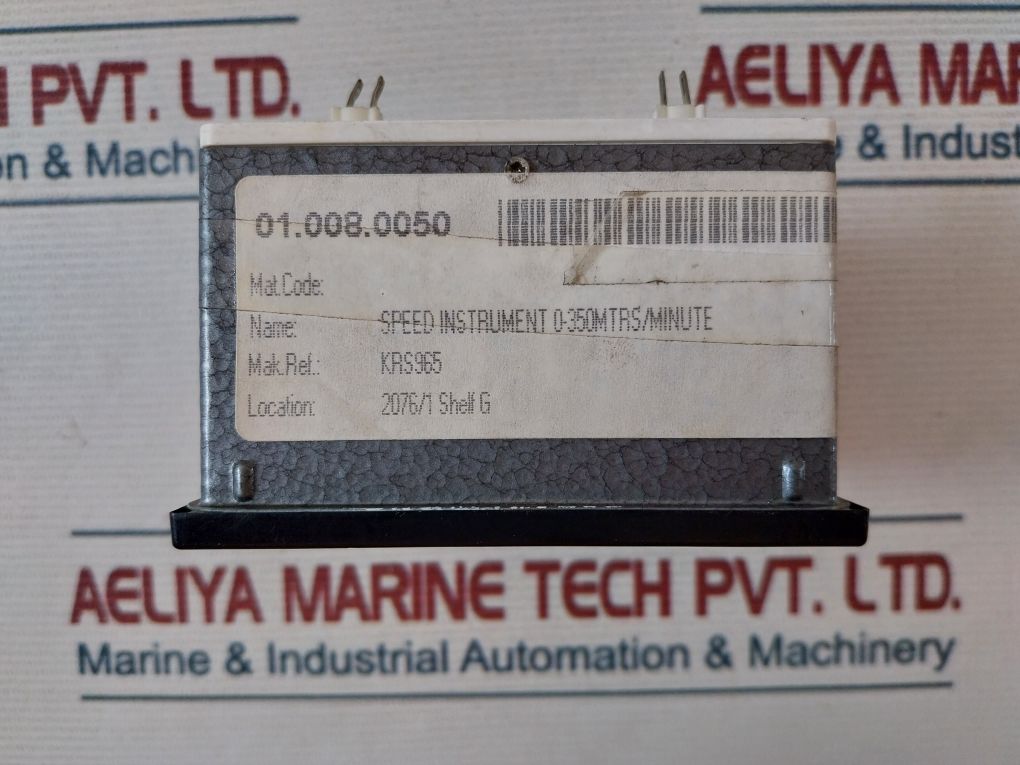 H PVT. LTD.
on & Machi
AELIYA MAR
& Indust
01.008.0050
Mat.Code:
Name: SPEED INSTRUMENT 0-350MTRS/MINUTE
Mak.Ref.: KRS965
Location: 2076/1 Shelf G
AELIYA MARINE TECH PVT. LTD.
Marine & Industrial Automation & Machinery